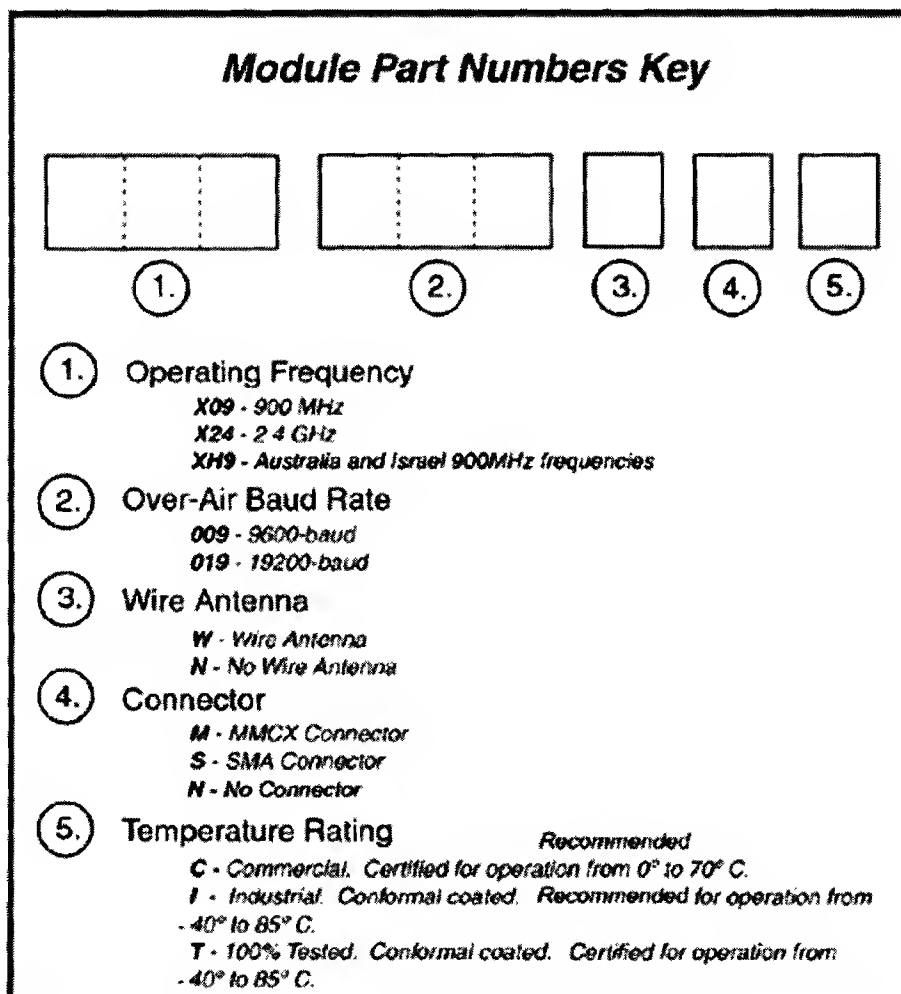 Module Part Numbers Key
1. 2. 3. 4. 5.
1. Operating Frequency
X09 - 900 MHz
X24 - 2 4 GHz
XH9 - Australia and Israel 900MHz frequencies
2. Over-Air Baud Rate
009 - 9600-baud
019 - 19200-baud
3. Wire Antenna
W - Wire Antenna
N - No Wire Antenna
4. Connector
M - MMCX Connector
S - SMA Connector
N - No Connector
5. Temperature Rating Recommended
C - Commercial. Certified for operation from 0° to 70° C.
I - Industrial. Conformal coated. Recommended for operation from
- 40° to 85° C.
T - 100% Tested. Conformal coated. Certified for operation from
- 40° to 85° C.